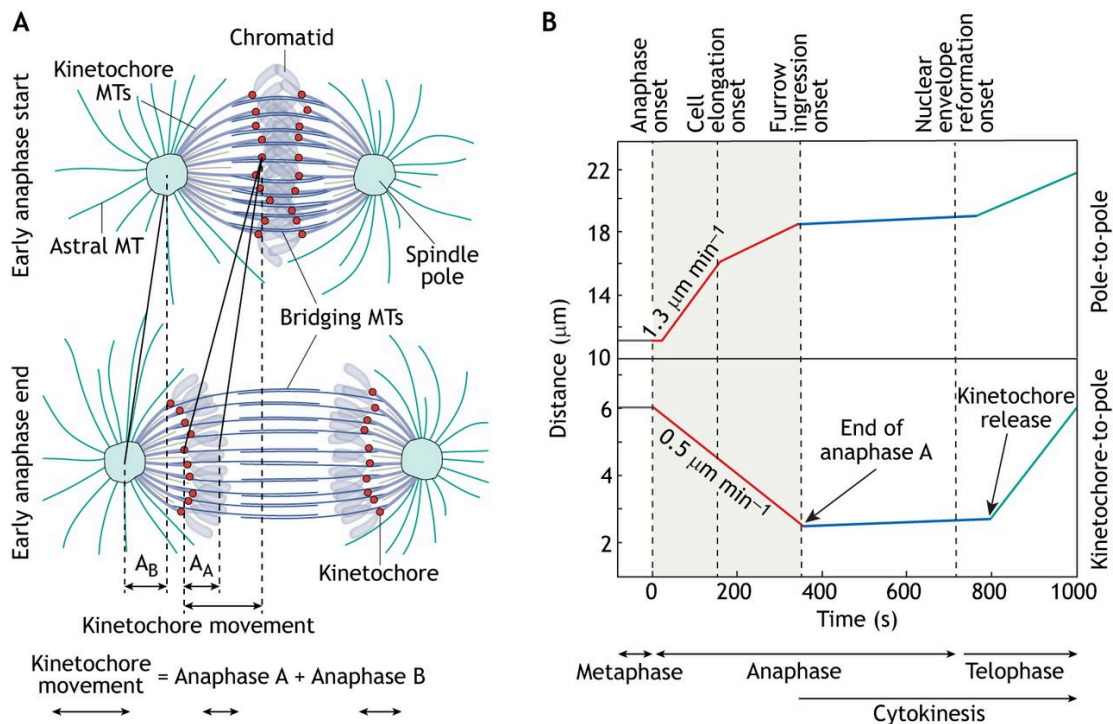 A
Chromatid
Kinetochore
MTs
Early anaphase start
Astral MT
Spindle
pole
Bridging MTs
Early anaphase end
Kinetochore
A_B
A_A
Kinetochore movement
Kinetochore
movement
= Anaphase A + Anaphase B
B
Anaphase
onset
Cell
elongation
onset
Furrow
ingression
onset
Nuclear
envelope
reformation
onset
22
18
14
10
1.3 μm min⁻¹
Pole-to-pole
Distance (μm)
6
4
2
0.5 μm min⁻¹
End of
anaphase A
Kinetochore
release
Kinetochore-to-pole
0 200 400 600 800 1000
Time (s)
Metaphase Anaphase Telophase
Cytokinesis